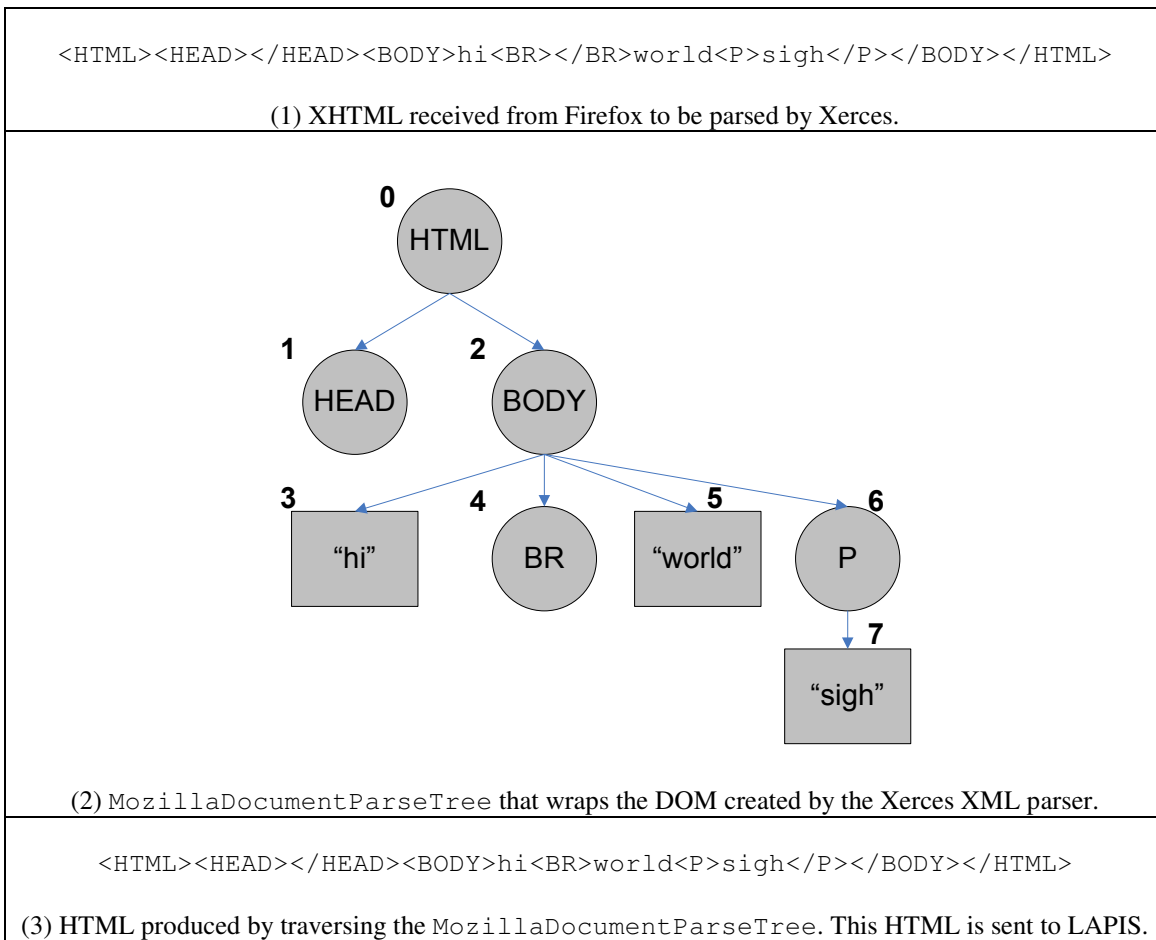 <HTML><HEAD></HEAD><BODY>hi<BR></BR>world<P>sigh</P></BODY></HTML>
(1) XHTML received from Firefox to be parsed by Xerces.
0
HTML
1
HEAD
2
BODY
3
“hi”
4
BR
5
“world”
6
P
7
“sigh”
(2) MozillaDocumentParseTree that wraps the DOM created by the Xerces XML parser.
<HTML><HEAD></HEAD><BODY>hi<BR>world<P>sigh</P></BODY></HTML>
(3) HTML produced by traversing the MozillaDocumentParseTree. This HTML is sent to LAPIS.